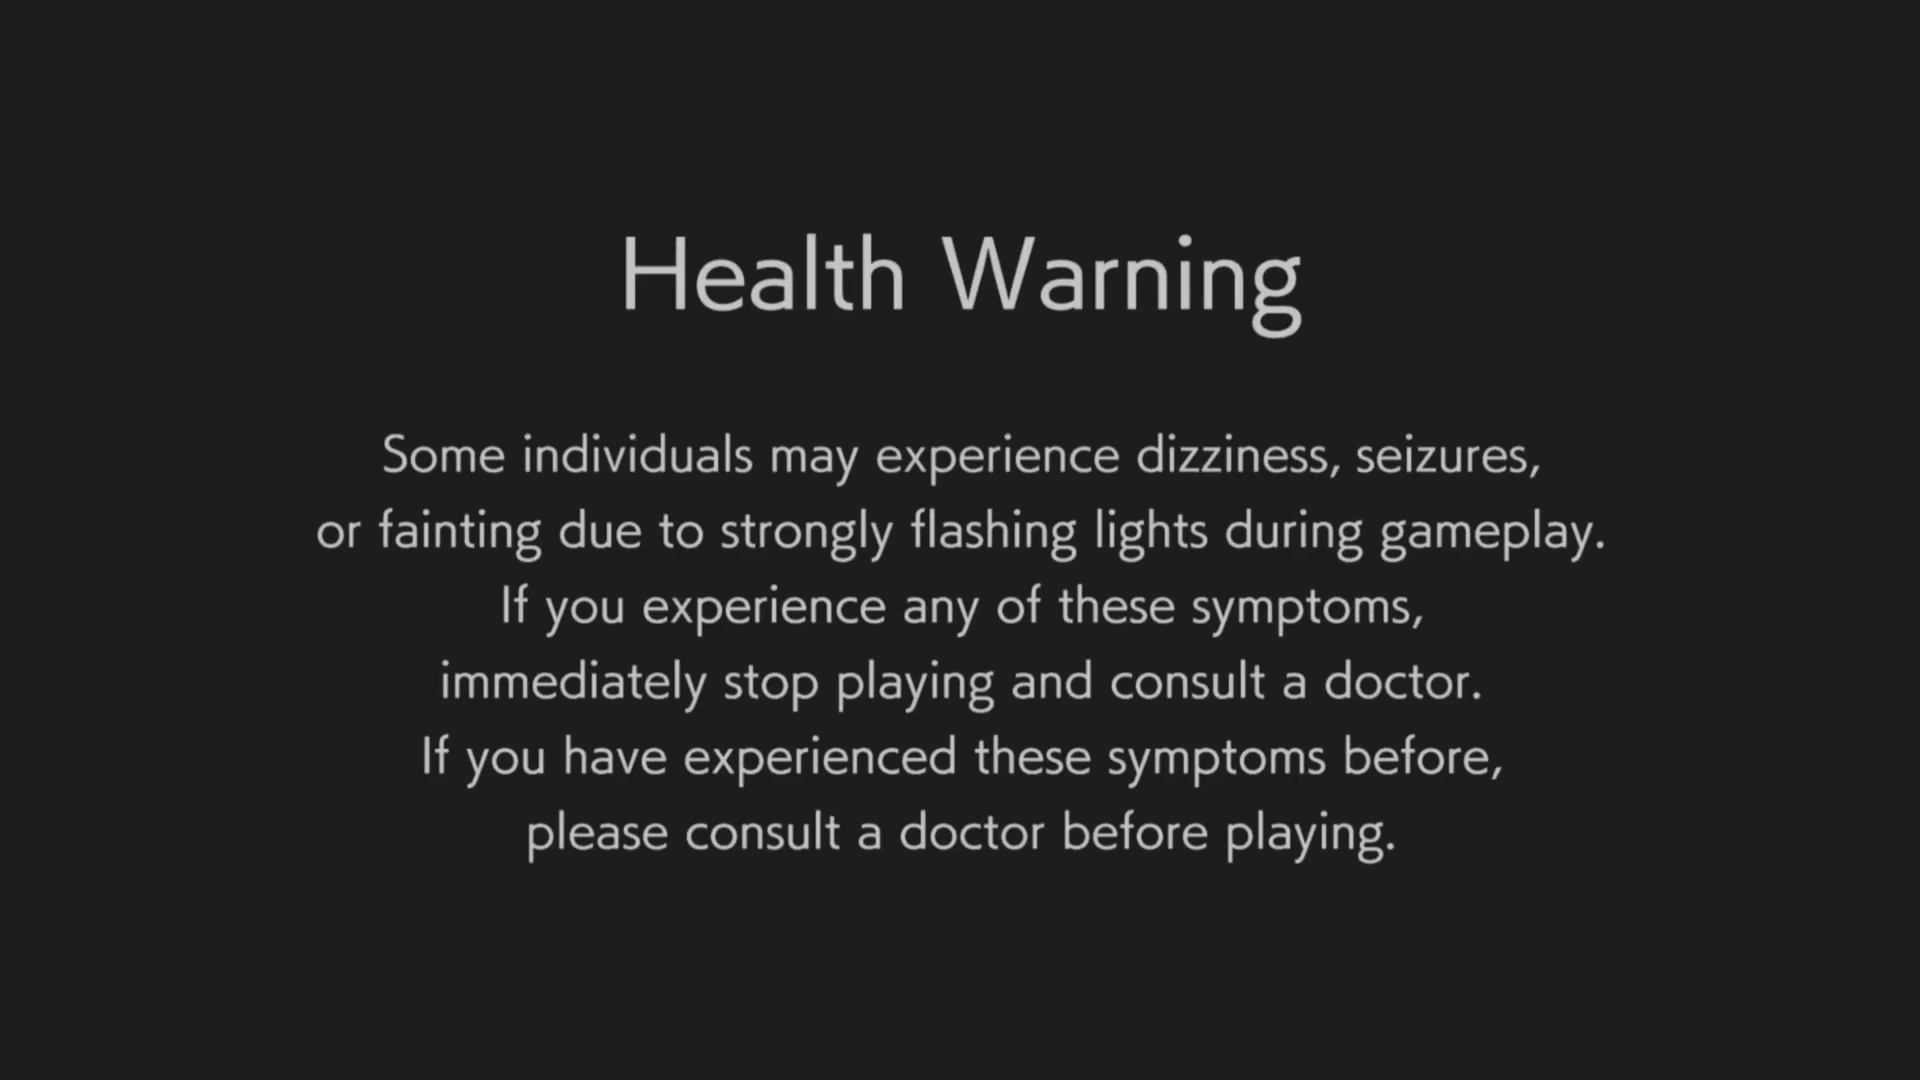 Health Warning
Some individuals may experience dizziness, seizures,
or fainting due to strongly flashing lights during gameplay.
If you experience any of these symptoms,
immediately stop playing and consult a doctor.
If you have experienced these symptoms before,
please consult a doctor before playing.